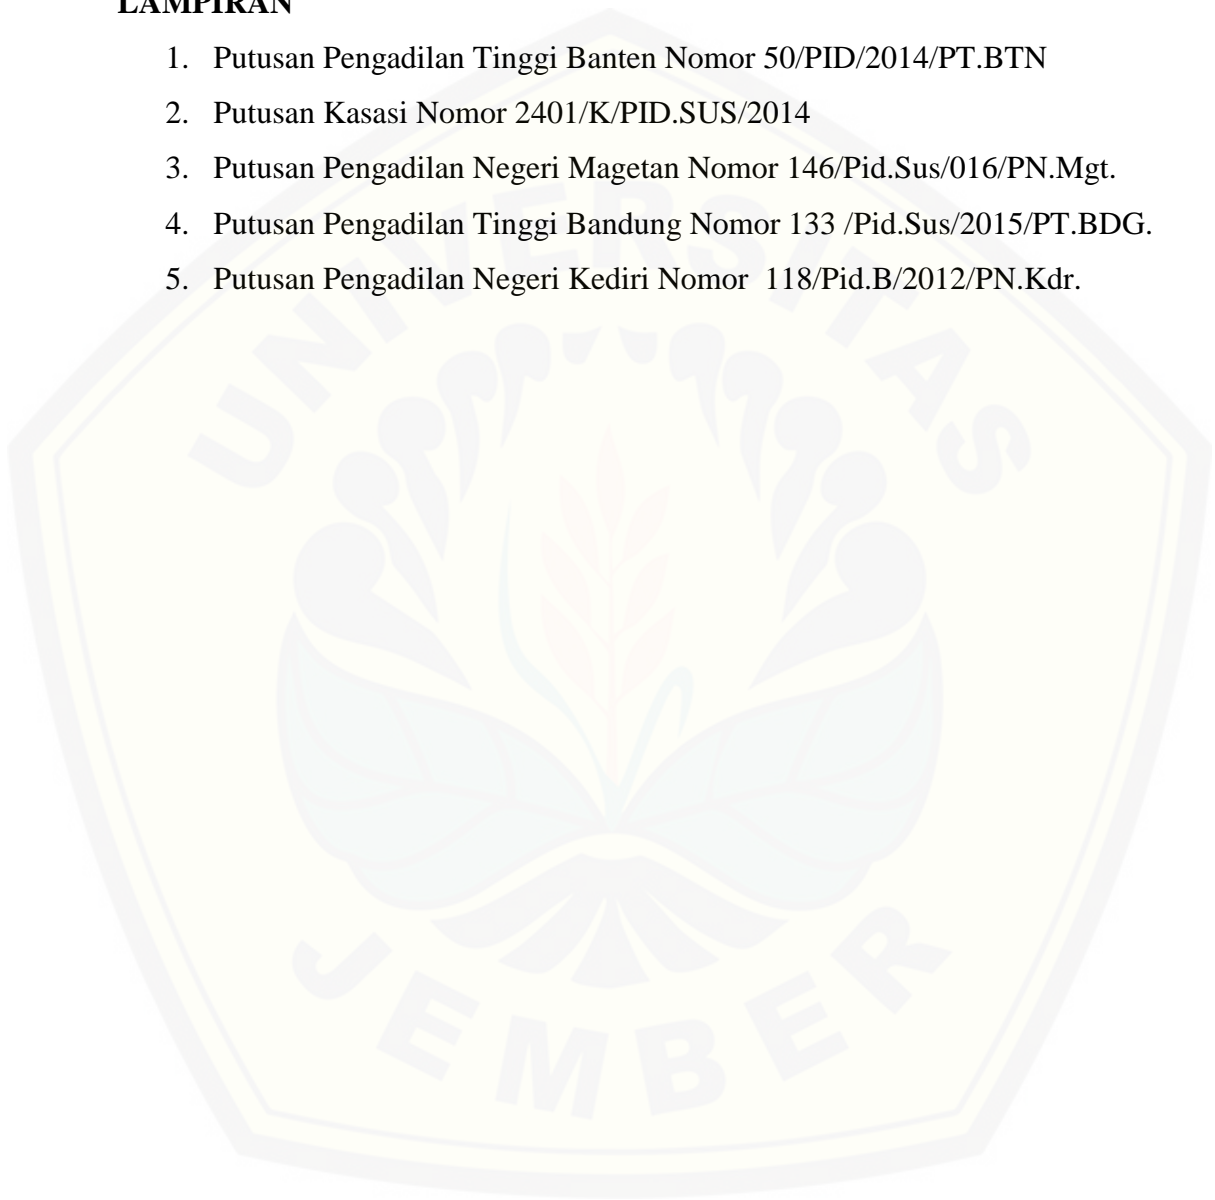 LAMPIRAN
1. Putusan Pengadilan Tinggi Banten Nomor 50/PID/2014/PT.BTN
2. Putusan Kasasi Nomor 2401/K/PID.SUS/2014
3. Putusan Pengadilan Negeri Magetan Nomor 146/Pid.Sus/016/PN.Mgt.
4. Putusan Pengadilan Tinggi Bandung Nomor 133 /Pid.Sus/2015/PT.BDG.
5. Putusan Pengadilan Negeri Kediri Nomor  118/Pid.B/2012/PN.Kdr.
UNIVERSITAS
JEMBER